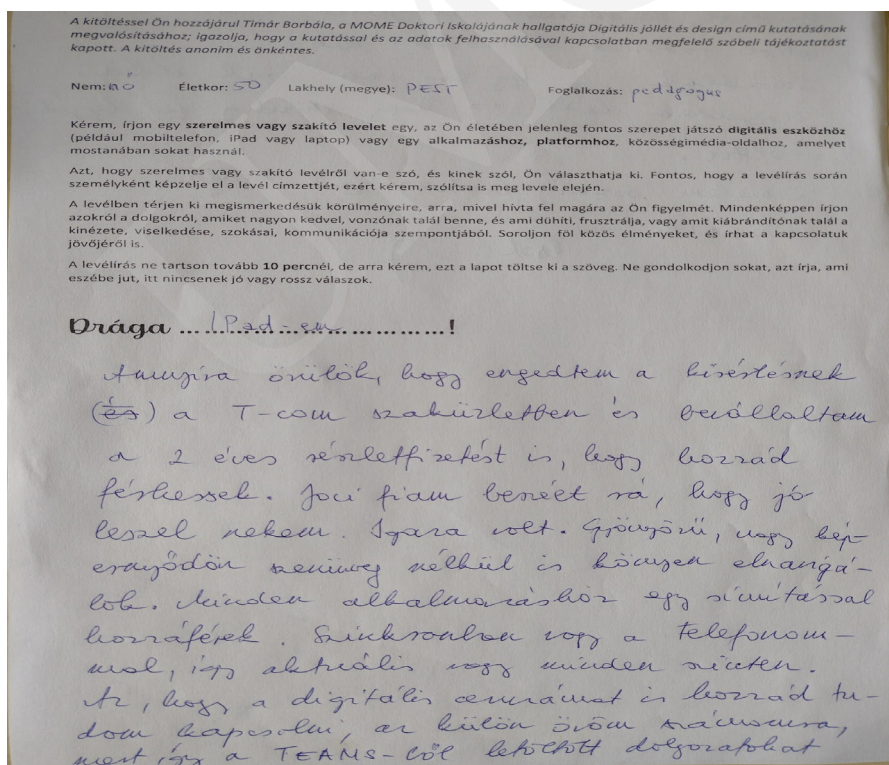 A kitöltéssel Ön hozzájárul Tímár Borbála, a MOME Doktori Iskolájának hallgatója Digitális jóllét és design című kutatásának
megvalósításához; igazolja, hogy a kutatással és az adatok felhasználásával kapcsolatban megfelelő szóbeli tájékoztatást
kapott. A kitöltés anonim és önkéntes.
Nem: nő Életkor: 50 Lakhely (megye): PEST Foglalkozás: pedagógus
Kérem, írjon egy szerelmes vagy szakító levelet egy, az Ön életében jelenleg fontos szerepet játszó digitális eszközhöz
(például mobiltelefon, iPad vagy laptop) vagy egy alkalmazáshoz, platformhoz, közösségimédia-oldalhoz, amelyet
mostanában sokat használ.
Azt, hogy szerelmes vagy szakító levélről van-e szó, és kinek szól, Ön választhatja ki. Fontos, hogy a levélírás során
személyként képzelje el a levél címzettjét, ezért kérem, szólítsa is meg levele elején.
A levélben térjen ki megismerkedésük körülményeire, arra, mivel hívta fel magára az Ön figyelmét. Mindenképpen írjon
azokról a dolgokról, amiket nagyon kedvel, vonzónak talál benne, és ami dühíti, frusztrálja, vagy amit kiábrándítónak talál a
kinézete, viselkedése, szokásai, kommunikációja szempontjából. Soroljon föl közös élményeket, és írhat a kapcsolatuk
jövőjéről is.
A levélírás ne tartson tovább 10 percnél, de arra kérem, ezt a lapot töltse ki a szöveg. Ne gondolkodjon sokat, azt írja, ami
eszébe jut, itt nincsenek jó vagy rossz válaszok.
Drága ... iPad-em ...!
Annyira örülök, hogy engedtem a kísértésnek
(és) a T-com szaküzletben és bevállaltam
a 2 éves részletfizetést is, hogy hozzád
férkessek. Joci fiam beszélt rá, hogy jó
leszel nekem. Igaza volt. Gyönyörű, nagy kép-
ernyődön szemüveg nélkül is könnyen elnavigá-
lok. Minden alkalmazáshoz egy simítással
hozzáférek. Szinkronban vagy a telefonom-
mal, így aktuális vagy minden szinten.
Az, hogy a digitális ceruzámat is hozzád tu-
dom kapcsolni, az külön öröm számomra,
mert így a TEAMS-ből letöltött dolgozatokat